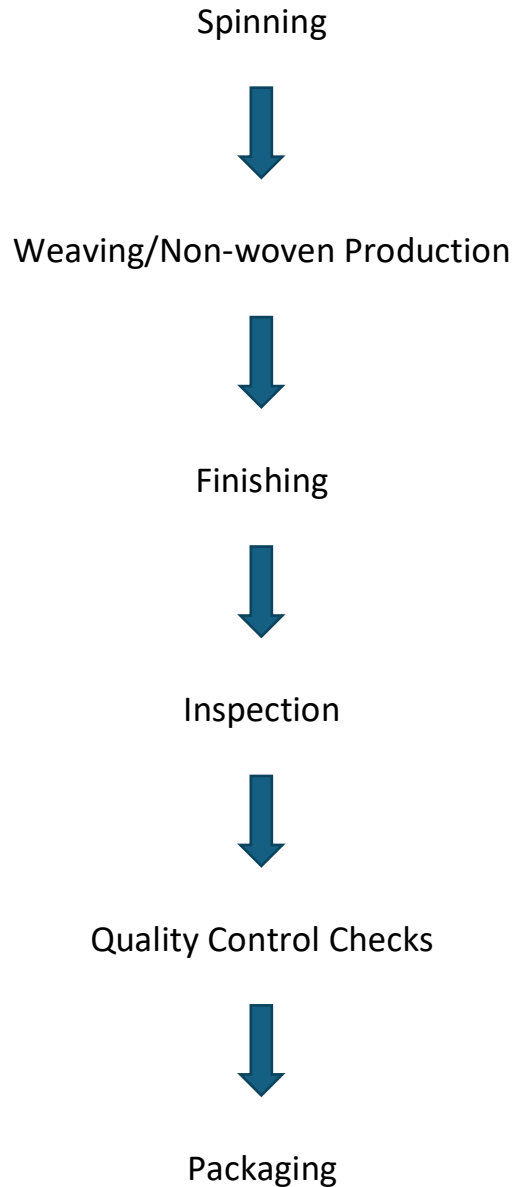 Spinning
Weaving/Non-woven Production
Finishing
Inspection
Quality Control Checks
Packaging